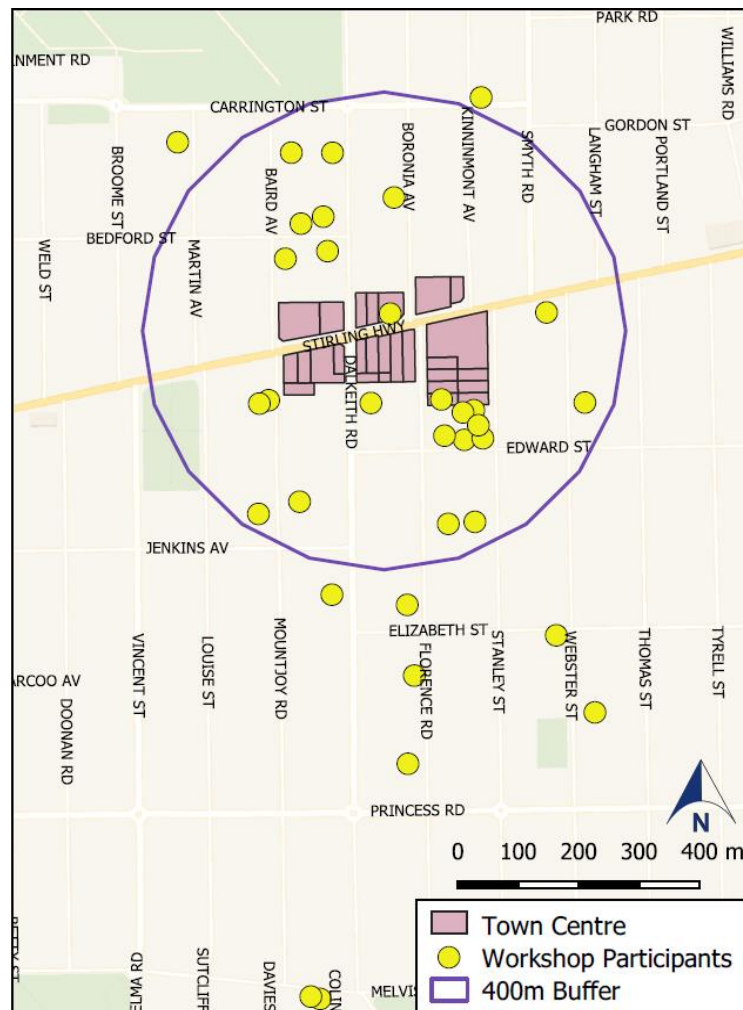 PARK RD
WILLIAMS RD
RNMENT RD
CARRINGTON ST
KINNINMONT AV
GORDON ST
BORONIA AV
SMYTH RD
LANGHAM ST
PORTLAND ST
BROOME ST
BAIRD AV
BEDFORD ST
MARTIN AV
WELD ST
STIRLING HWY
DALKEITH RD
EDWARD ST
JENKINS AV
ELIZABETH ST
MOUNTJOY RD
VINCENT ST
LOUISE ST
FLORENCE RD
STANLEY ST
WEBSTER ST
THOMAS ST
TYRELL ST
ARCOO AV
DOONAN RD
PRINCESS RD
N
0 100 200 300 400 m
Town Centre
Workshop Participants
400m Buffer
SUTCLIFF
DAVIES
COLIN
MELVIS